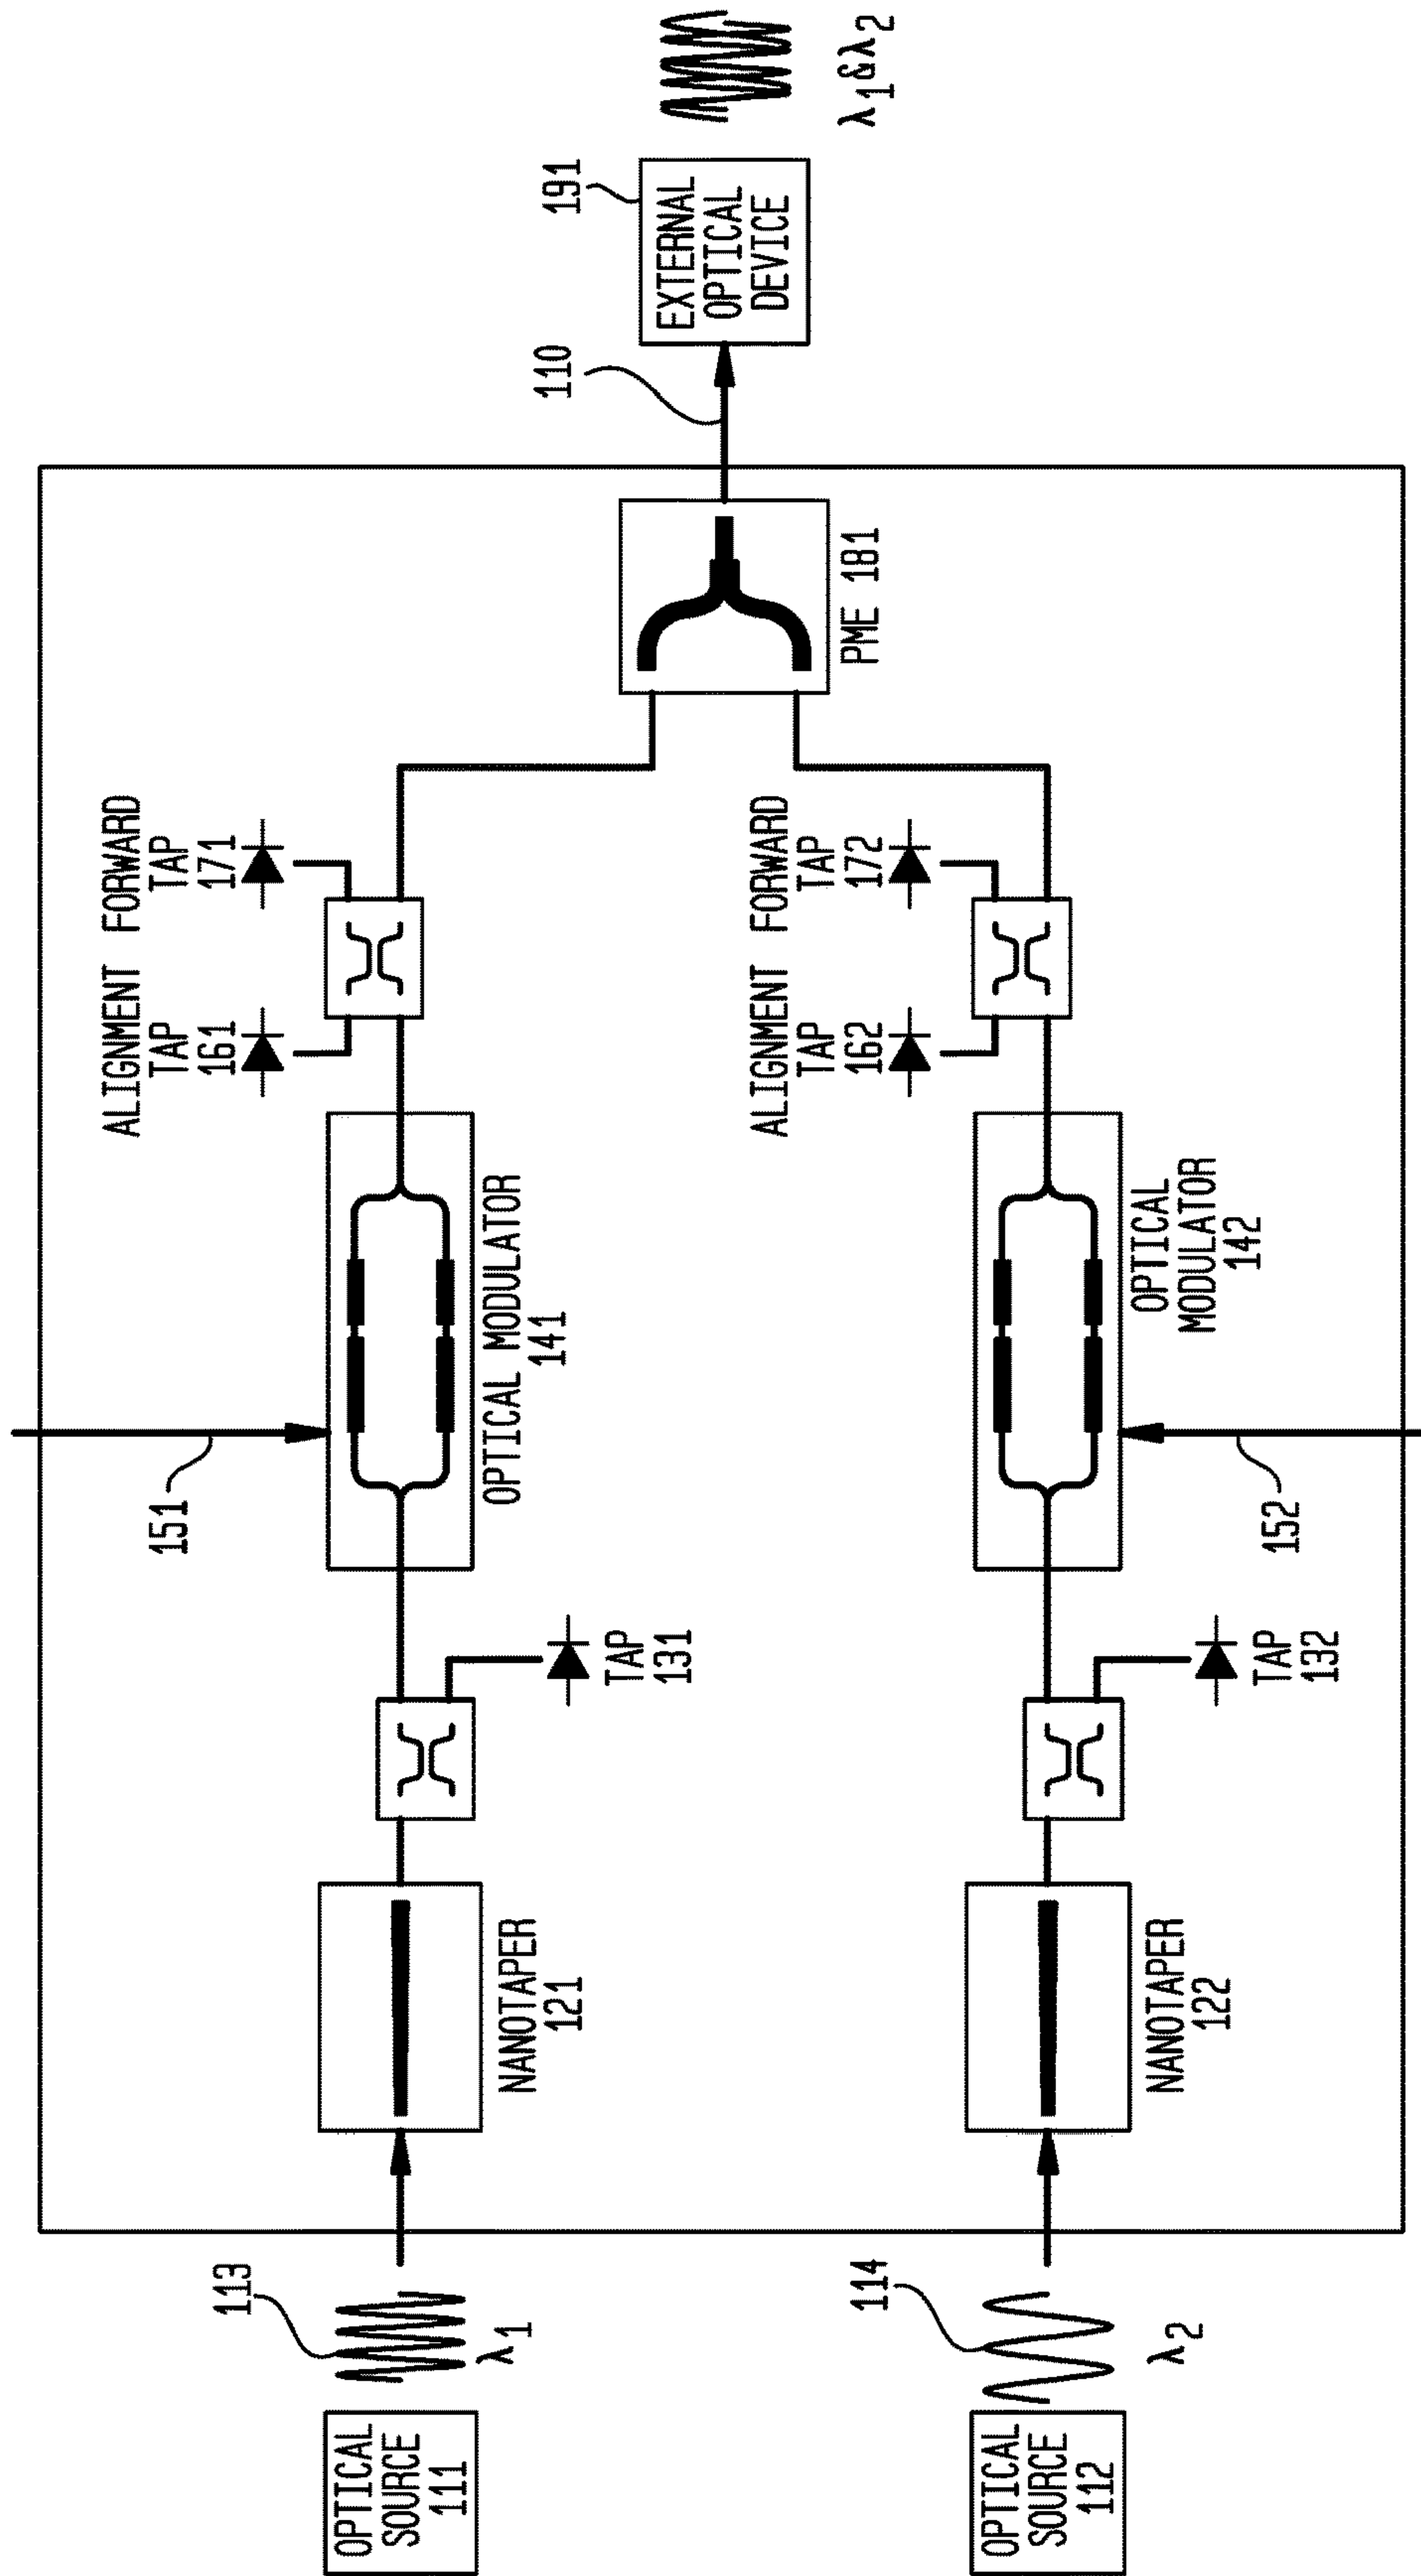 OPTICAL
SOURCE
111
113
λ1
NANOTAPER
121
TAP
131
151
OPTICAL MODULATOR
141
ALIGNMENT
TAP
161
FORWARD
TAP
171
OPTICAL
SOURCE
112
114
λ2
NANOTAPER
122
TAP
132
152
OPTICAL
MODULATOR
142
ALIGNMENT
TAP
162
FORWARD
TAP
172
PME 181
110
191
EXTERNAL
OPTICAL
DEVICE
λ1&λ2